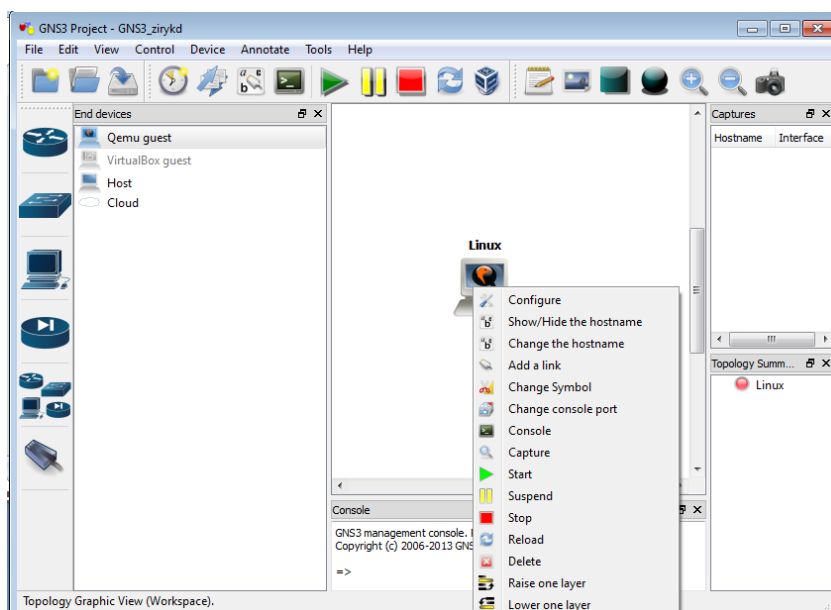 GNS3 Project - GNS3_zirykd
File Edit View Control Device Annotate Tools Help
End devices
Qemu guest
VirtualBox guest
Host
Cloud
Linux
Configure
Show/Hide the hostname
Change the hostname
Add a link
Change Symbol
Change console port
Console
Capture
Start
Suspend
Stop
Reload
Delete
Raise one layer
Lower one layer
Captures
Hostname Interface
Topology Summ...
Linux
Console
GNS3 management console.
Copyright (c) 2006-2013 GNS
=>
Topology Graphic View (Workspace).